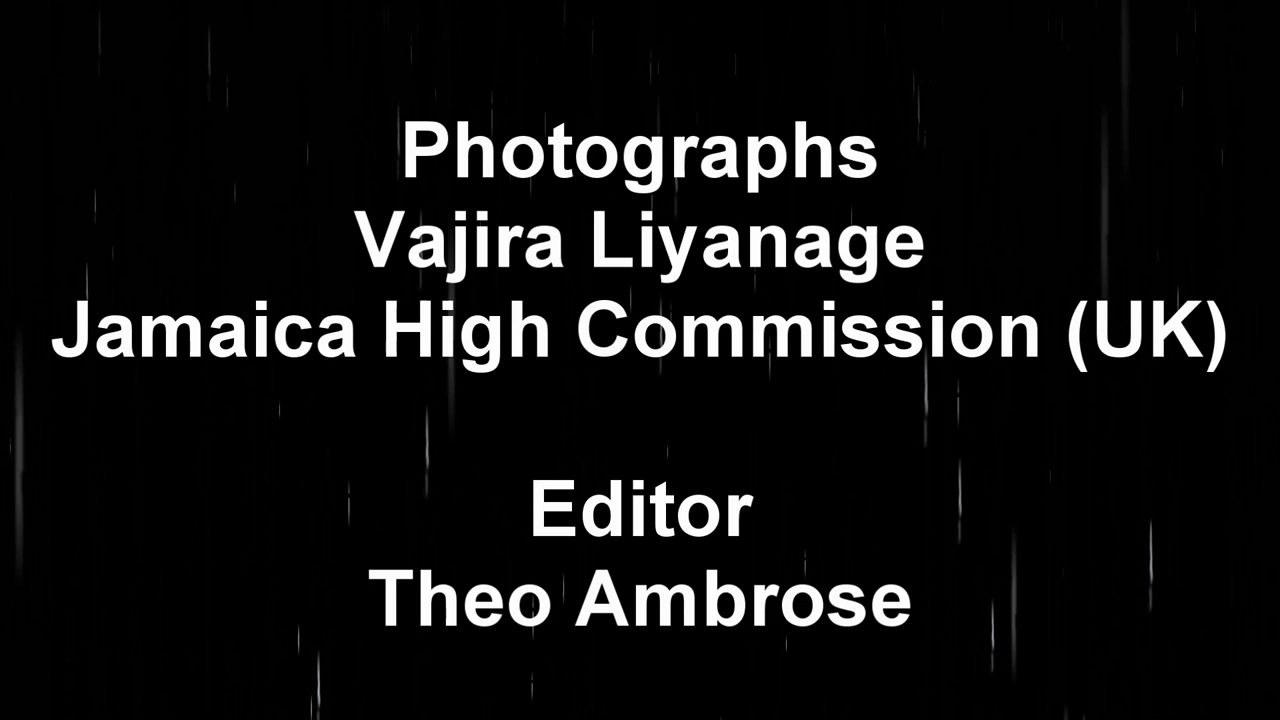 Photographs
Vajira Liyanage
Jamaica High Commission (UK)
Editor
Theo Ambrose